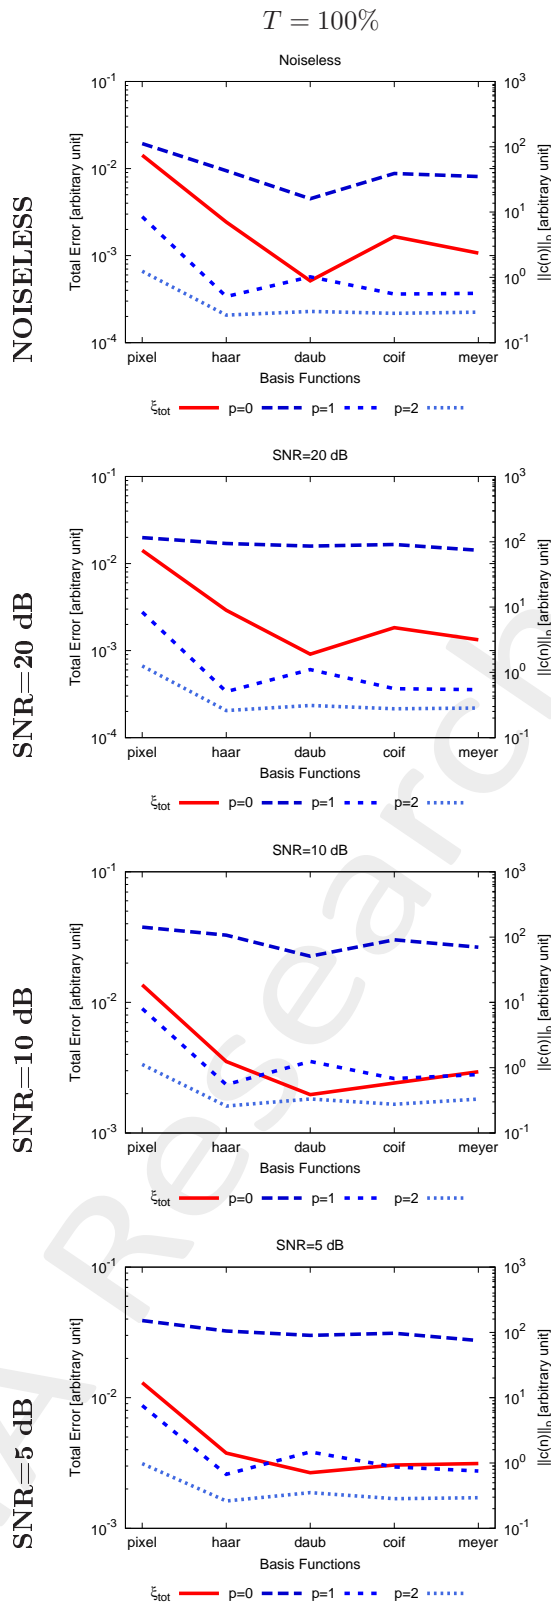 T = 100%
NOISELESS
Noiseless
Total Error [arbitrary unit]
10^-1
10^-2
10^-3
10^-4
10^3
10^2
10^1
10^0
10^-1
||c(n)||_p [arbitrary unit]
pixel haar daub coif meyer
Basis Functions
ξ_tot p=0 p=1 p=2
SNR=20 dB
SNR=20 dB
Total Error [arbitrary unit]
10^-1
10^-2
10^-3
10^-4
10^3
10^2
10^1
10^0
10^-1
||c(n)||_p [arbitrary unit]
pixel haar daub coif meyer
Basis Functions
ξ_tot p=0 p=1 p=2
SNR=10 dB
SNR=10 dB
Total Error [arbitrary unit]
10^-1
10^-2
10^-3
10^3
10^2
10^1
10^0
10^-1
||c(n)||_p [arbitrary unit]
pixel haar daub coif meyer
Basis Functions
ξ_tot p=0 p=1 p=2
SNR=5 dB
SNR=5 dB
Total Error [arbitrary unit]
10^-1
10^-2
10^-3
10^3
10^2
10^1
10^0
10^-1
||c(n)||_p [arbitrary unit]
pixel haar daub coif meyer
Basis Functions
ξ_tot p=0 p=1 p=2
A Research